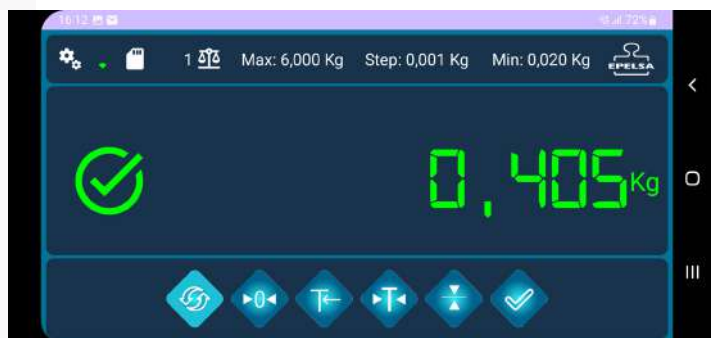 16:12 72%
1 Max: 6,000 Kg Step: 0,001 Kg Min: 0,020 Kg EPELSA
0,405 Kg
▸0◂ T← ▸T◂